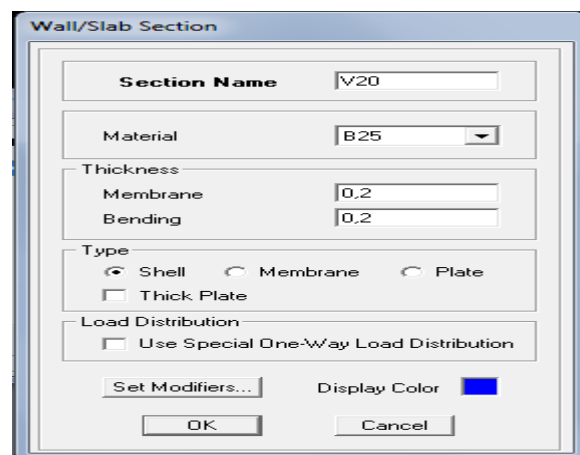 Wall/Slab Section
Section Name V20
Material B25
Thickness
Membrane 0,2
Bending 0,2
Type
Shell Membrane Plate
Thick Plate
Load Distribution
Use Special One-Way Load Distribution
Set Modifiers... Display Color
OK Cancel